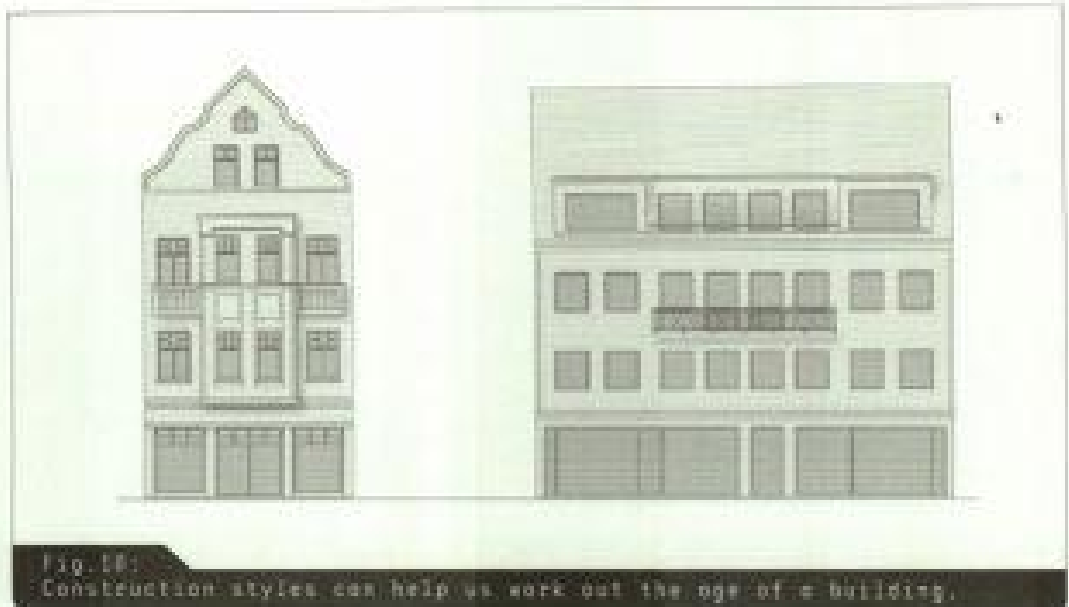 Fig.10:
Construction styles can help us work out the age of a building.